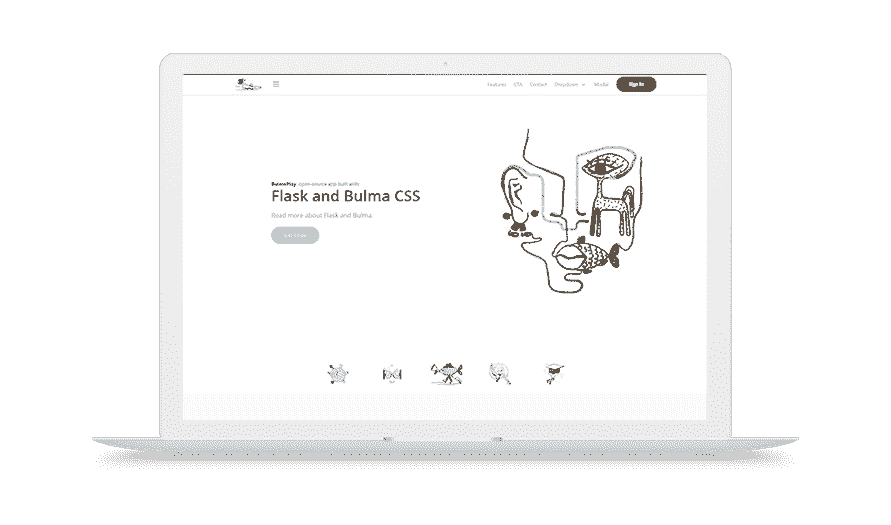 Features CTA Contact Dropdown Modal Sign In
BulmaPlay open-source app built with
Flask and Bulma CSS
Read more about Flask and Bulma.